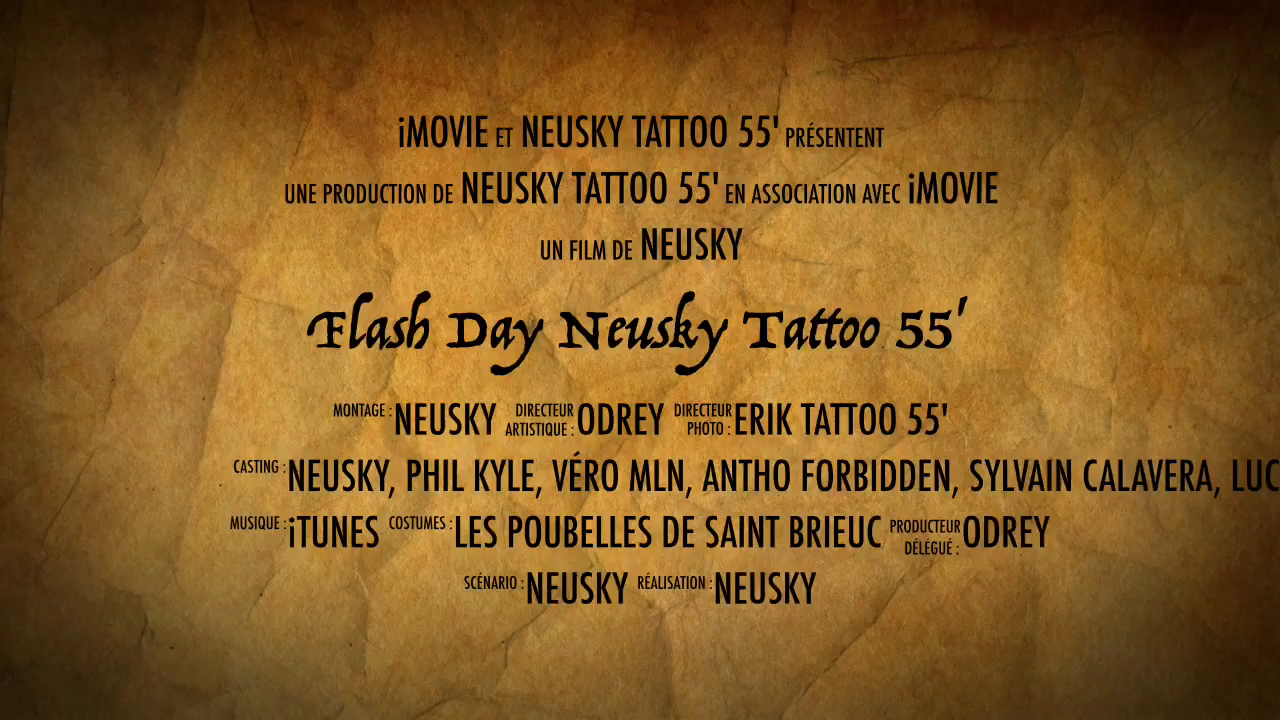 iMOVIE ET NEUSKY TATTOO 55' PRÉSENTENT
UNE PRODUCTION DE NEUSKY TATTOO 55' EN ASSOCIATION AVEC iMOVIE
UN FILM DE NEUSKY
Flash Day Neusky Tattoo 55'
MONTAGE : NEUSKY DIRECTEUR ARTISTIQUE : ODREY DIRECTEUR PHOTO : ERIK TATTOO 55'
CASTING : NEUSKY, PHIL KYLE, VÉRO MLN, ANTHO FORBIDDEN, SYLVAIN CALAVERA,
MUSIQUE : iTUNES COSTUMES : LES POUBELLES DE SAINT BRIEUC PRODUCTEUR DÉLÉGUÉ : ODREY
SCÉNARIO : NEUSKY RÉALISATION : NEUSKY